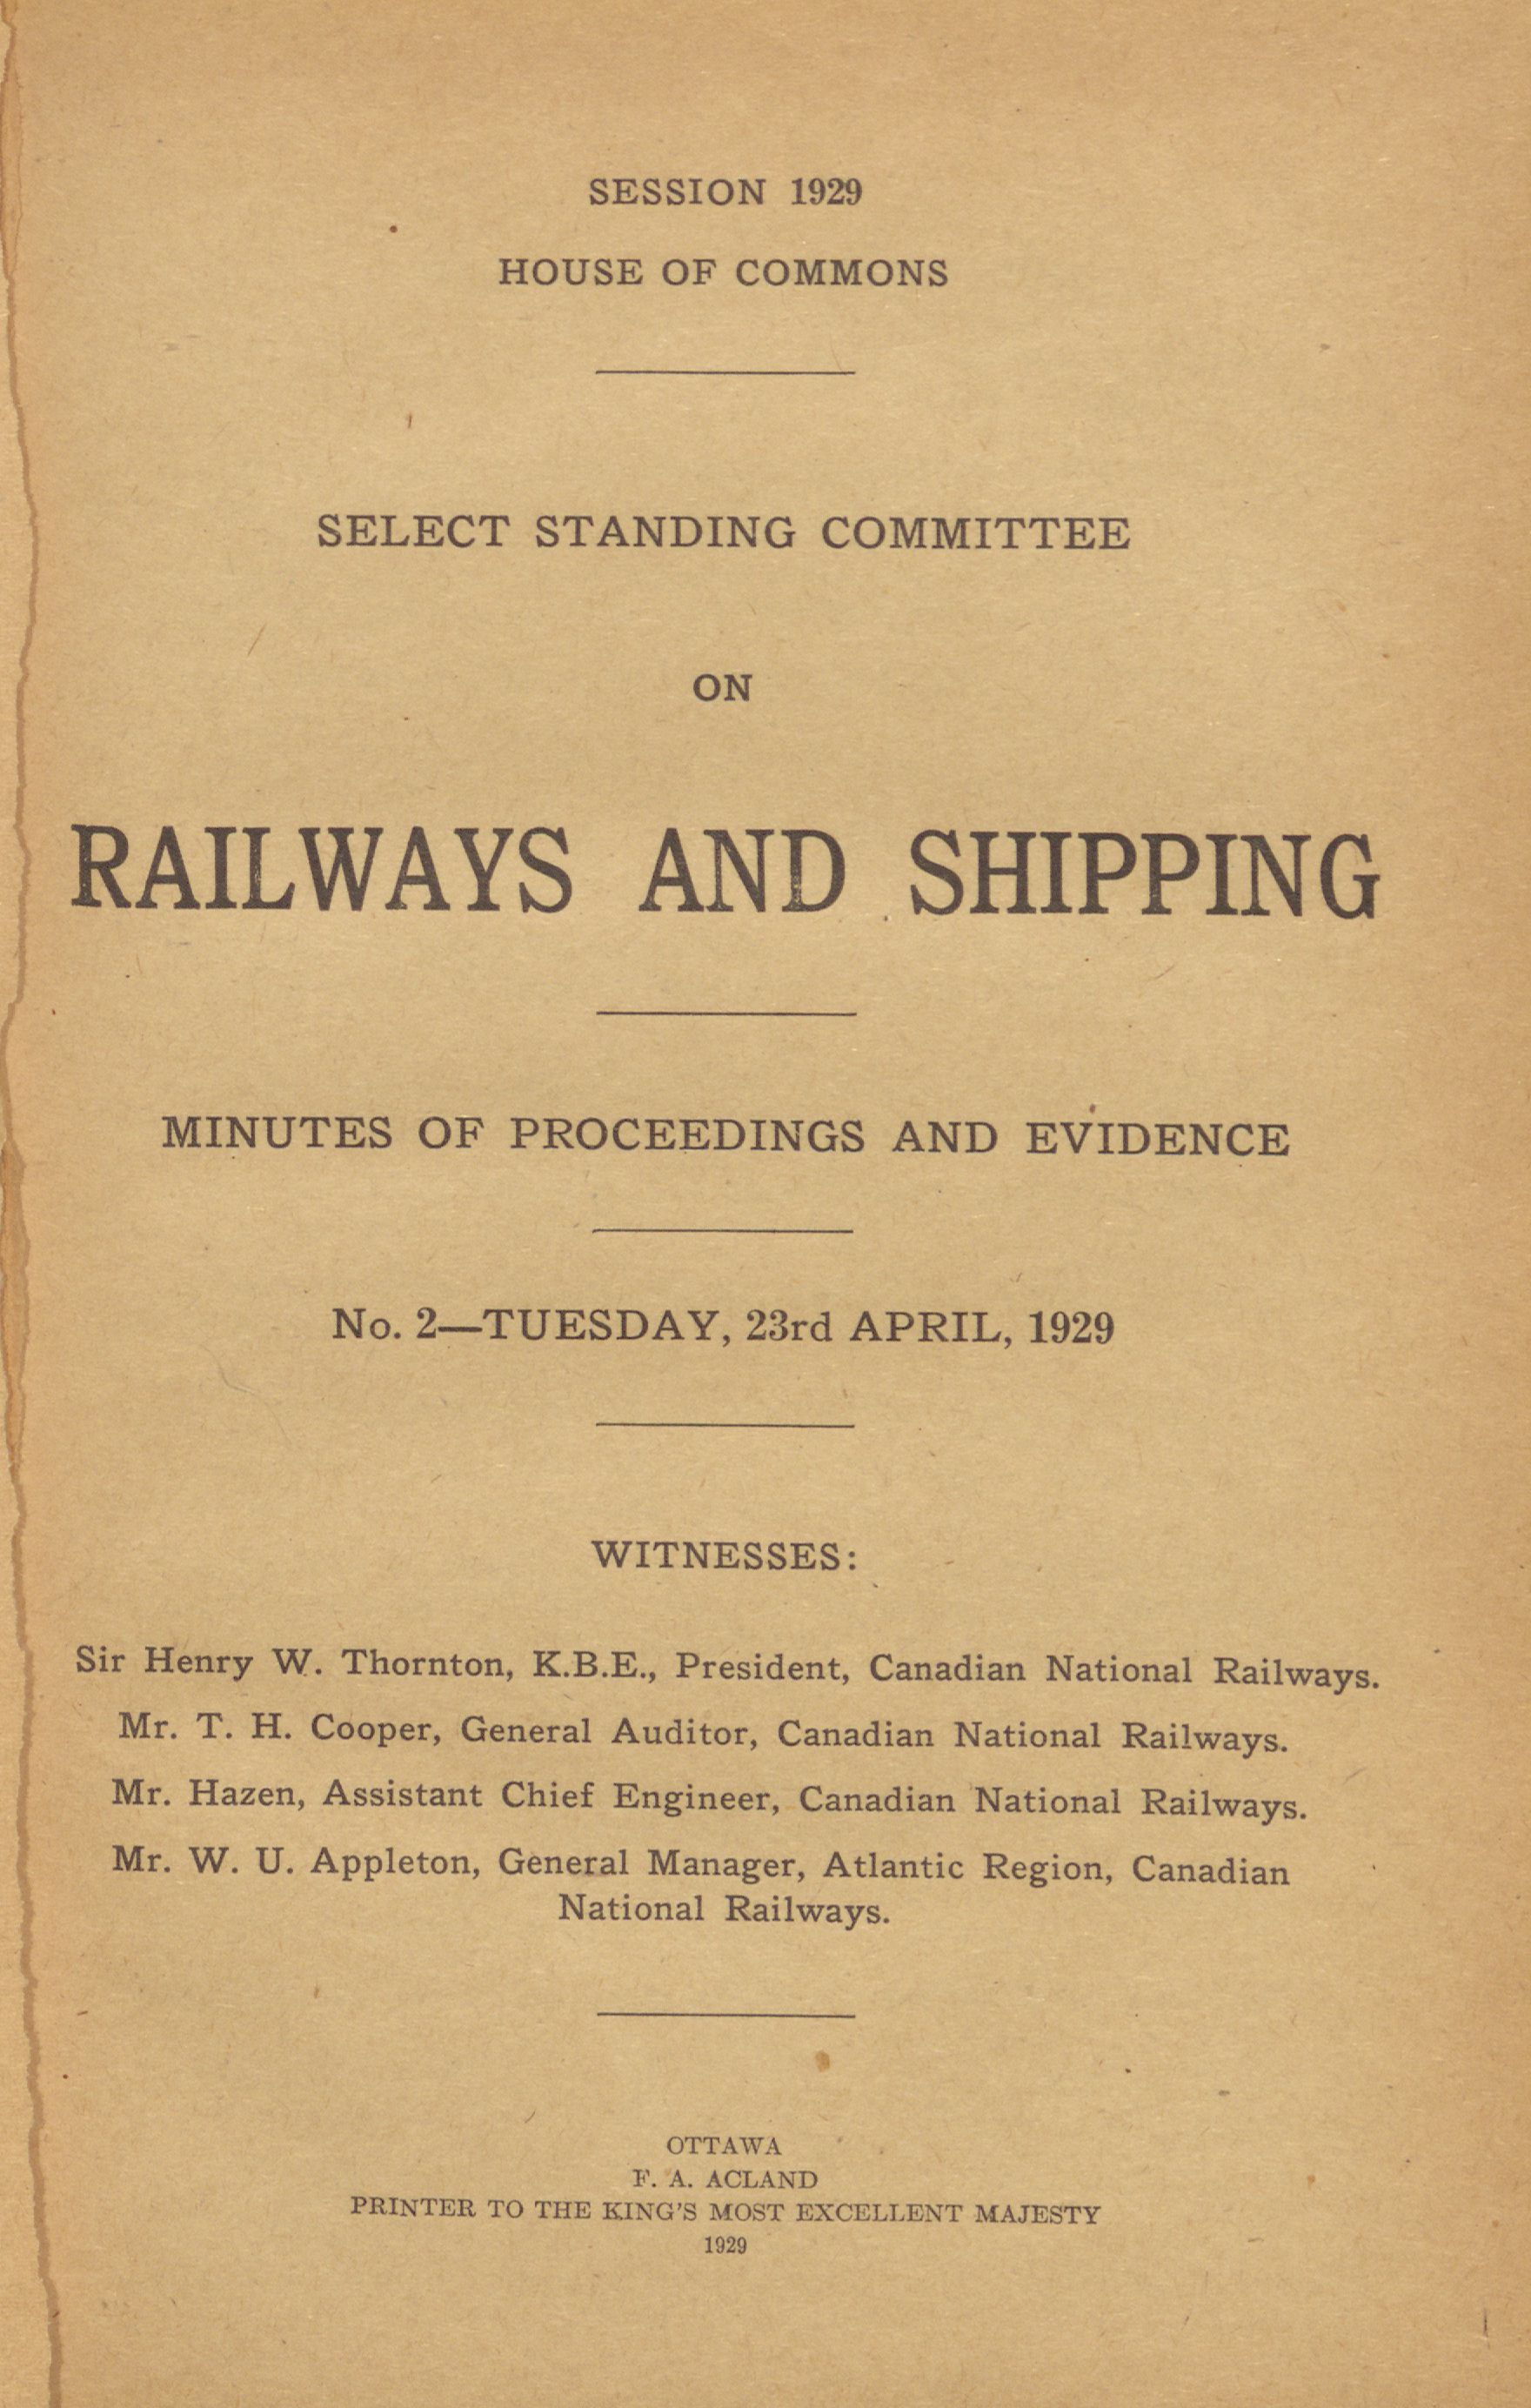 SESSION 1929
HOUSE OF COMMONS
SELECT STANDING COMMITTEE
ON
RAILWAYS AND SHIPPING
MINUTES OF PROCEEDINGS AND EVIDENCE
No. 2—TUESDAY, 23rd APRIL, 1929
WITNESSES:
Sir Henry W. Thornton, K.B.E., President, Canadian National Railways.
Mr. T. H. Cooper, General Auditor, Canadian National Railways.
Mr. Hazen, Assistant Chief Engineer, Canadian National Railways.
Mr. W. U. Appleton, General Manager, Atlantic Region, Canadian
National Railways.
OTTAWA
F. A. ACLAND
PRINTER TO THE KING'S MOST EXCELLENT MAJESTY
1929